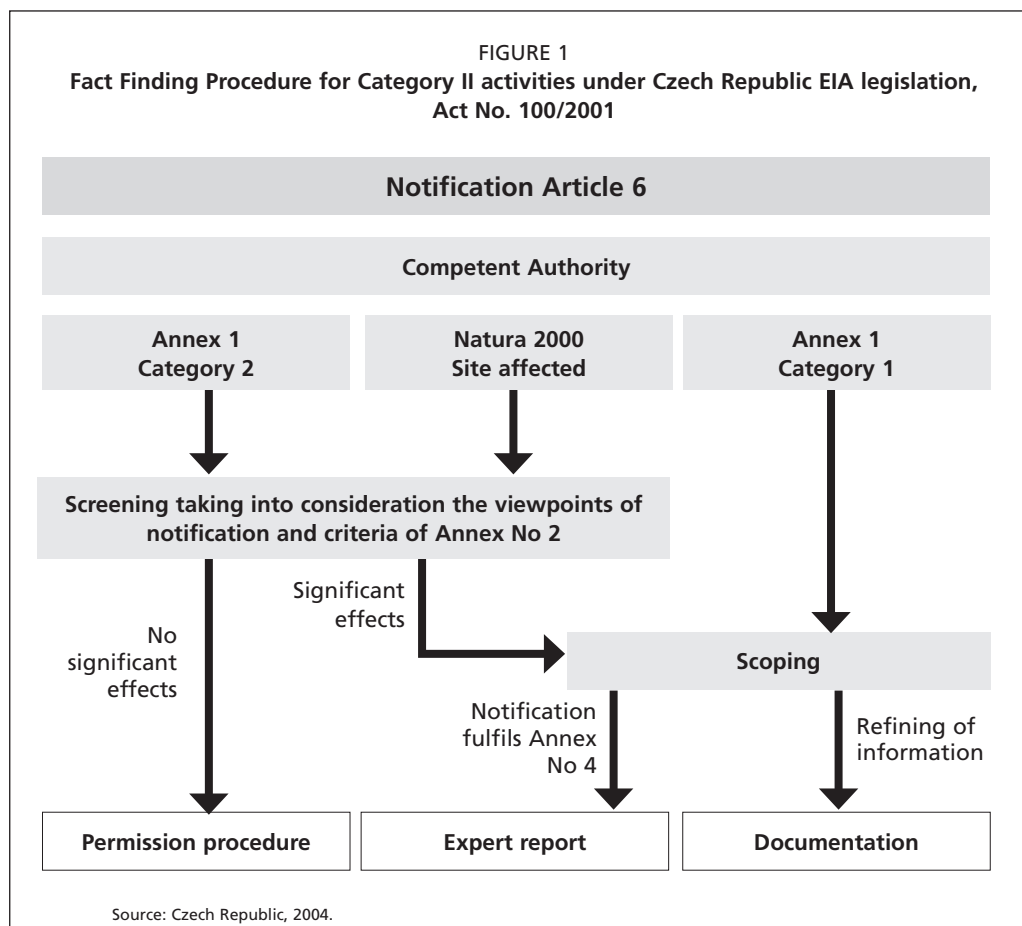 FIGURE 1
Fact Finding Procedure for Category II activities under Czech Republic EIA legislation,
Act No. 100/2001
Notification Article 6
Competent Authority
Annex 1
Category 2
Natura 2000
Site affected
Annex 1
Category 1
Screening taking into consideration the viewpoints of
notification and criteria of Annex No 2
No
significant
effects
Significant
effects
Scoping
Notification
fulfils Annex
No 4
Refining of
information
Permission procedure
Expert report
Documentation
Source: Czech Republic, 2004.